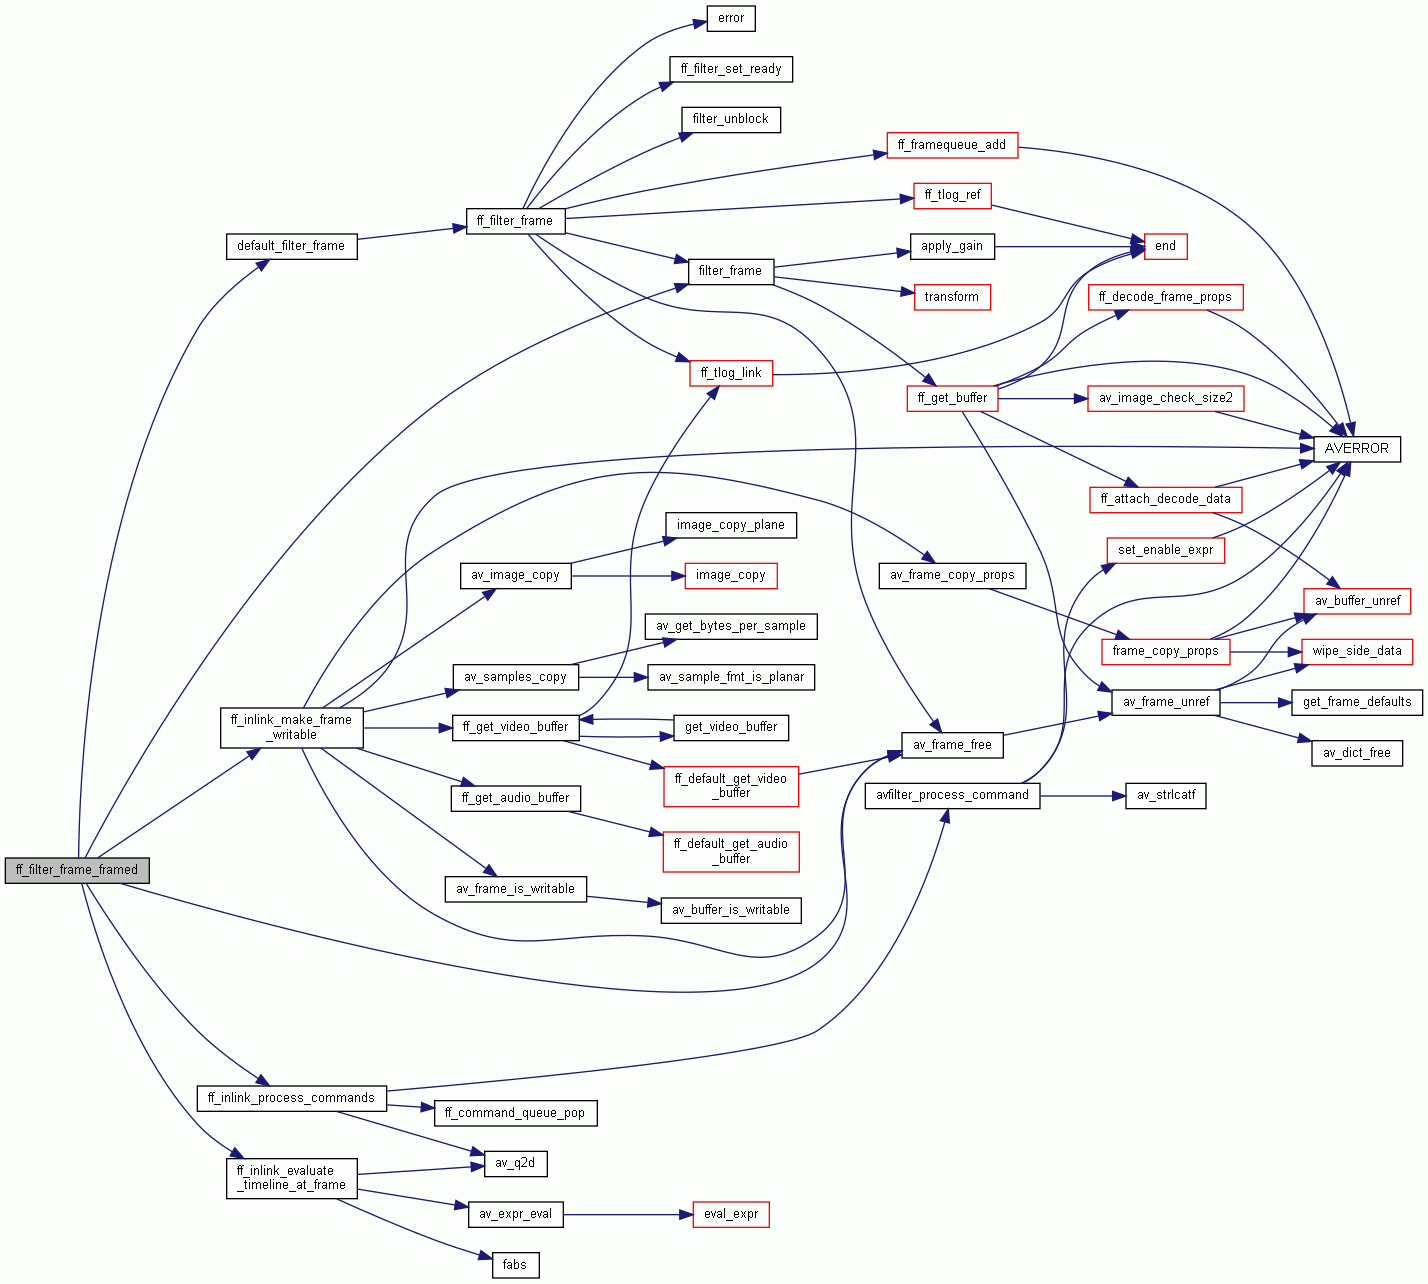 error
ff_filter_set_ready
filter_unblock
ff_framequeue_add
ff_tlog_ref
ff_filter_frame
default_filter_frame
apply_gain
end
filter_frame
transform
ff_decode_frame_props
ff_tlog_link
ff_get_buffer
av_image_check_size2
AVERROR
ff_attach_decode_data
image_copy_plane
set_enable_expr
av_image_copy
image_copy
av_frame_copy_props
av_buffer_unref
av_get_bytes_per_sample
frame_copy_props
wipe_side_data
av_samples_copy
av_sample_fmt_is_planar
av_frame_unref
get_frame_defaults
ff_inlink_make_frame
_writable
ff_get_video_buffer
get_video_buffer
av_frame_free
av_dict_free
ff_default_get_video
_buffer
ff_get_audio_buffer
avfilter_process_command
av_strlcatf
ff_default_get_audio
_buffer
ff_filter_frame_framed
av_frame_is_writable
av_buffer_is_writable
ff_inlink_process_commands
ff_command_queue_pop
av_q2d
ff_inlink_evaluate
_timeline_at_frame
av_expr_eval
eval_expr
fabs